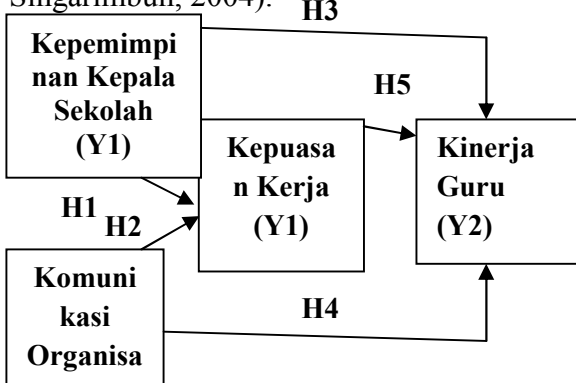 Singarimbun, 2004).
H3
Kepemimpi
nan Kepala
Sekolah
(Y1)
H5
Kepuasa
n Kerja
(Y1)
Kinerja
Guru
(Y2)
H1
H2
Komuni
kasi
Organisa
H4